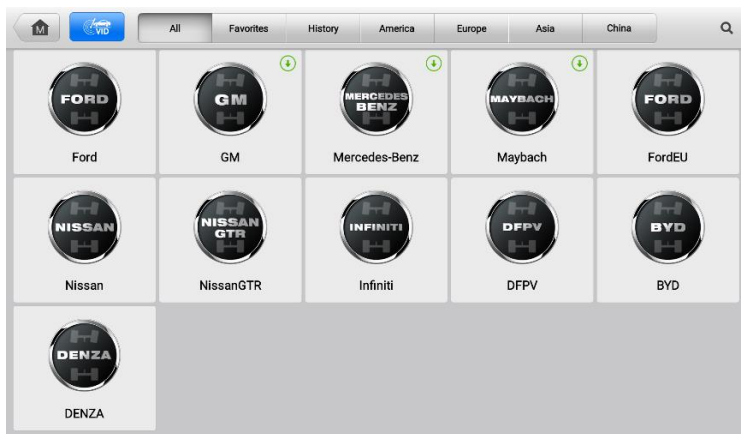 M
VID
All
Favorites
History
America
Europe
Asia
China
FORD
Ford
GM
GM
MERCEDES
BENZ
Mercedes-Benz
MAYBACH
Maybach
FORD
FordEU
NISSAN
Nissan
NISSAN
GTR
NissanGTR
INFINITI
Infiniti
DFPV
DFPV
BYD
BYD
DENZA
DENZA